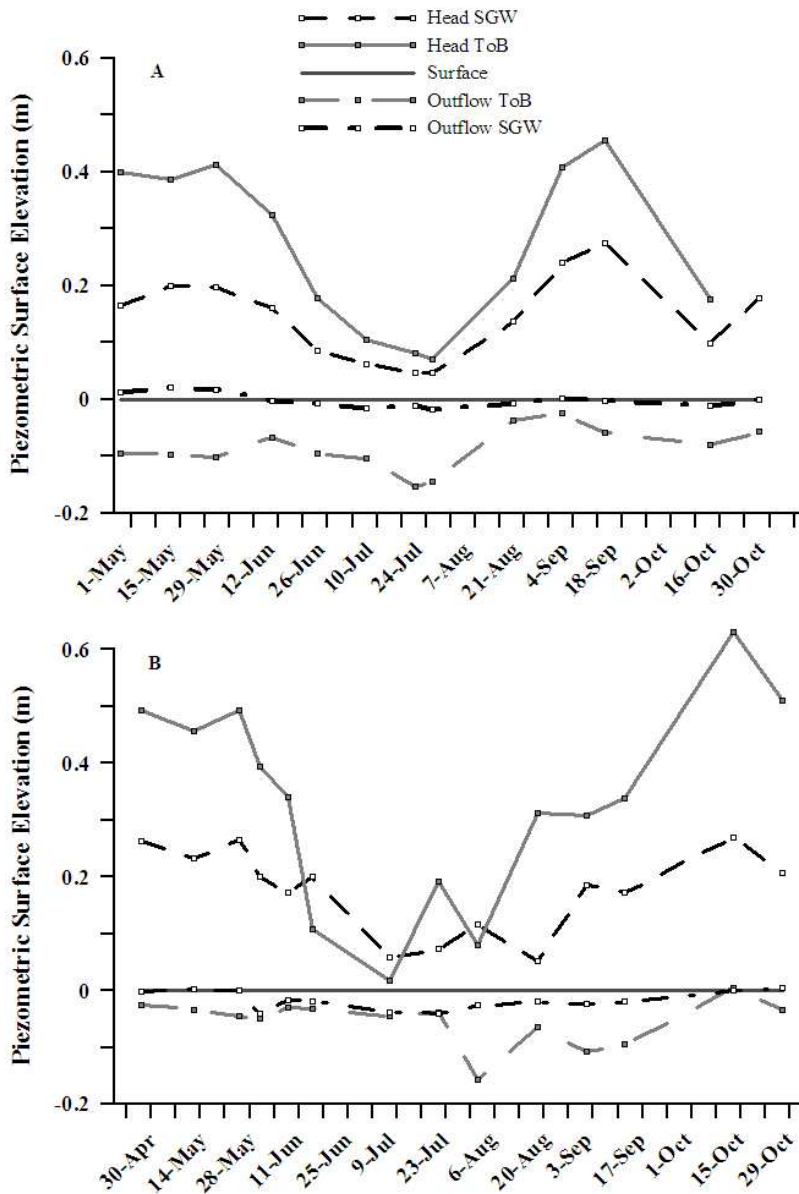 Head SGW
Head ToB
Surface
Outflow ToB
Outflow SGW
A
Piezometric Surface Elevation (m)
0.6
0.4
0.2
0
-0.2
1-May
15-May
29-May
12-Jun
26-Jun
10-Jul
24-Jul
7-Aug
21-Aug
4-Sep
18-Sep
2-Oct
16-Oct
30-Oct
B
Piezometric Surface Elevation (m)
0.6
0.4
0.2
0
-0.2
30-Apr
14-May
28-May
11-Jun
25-Jun
9-Jul
23-Jul
6-Aug
20-Aug
3-Sep
17-Sep
1-Oct
15-Oct
29-Oct